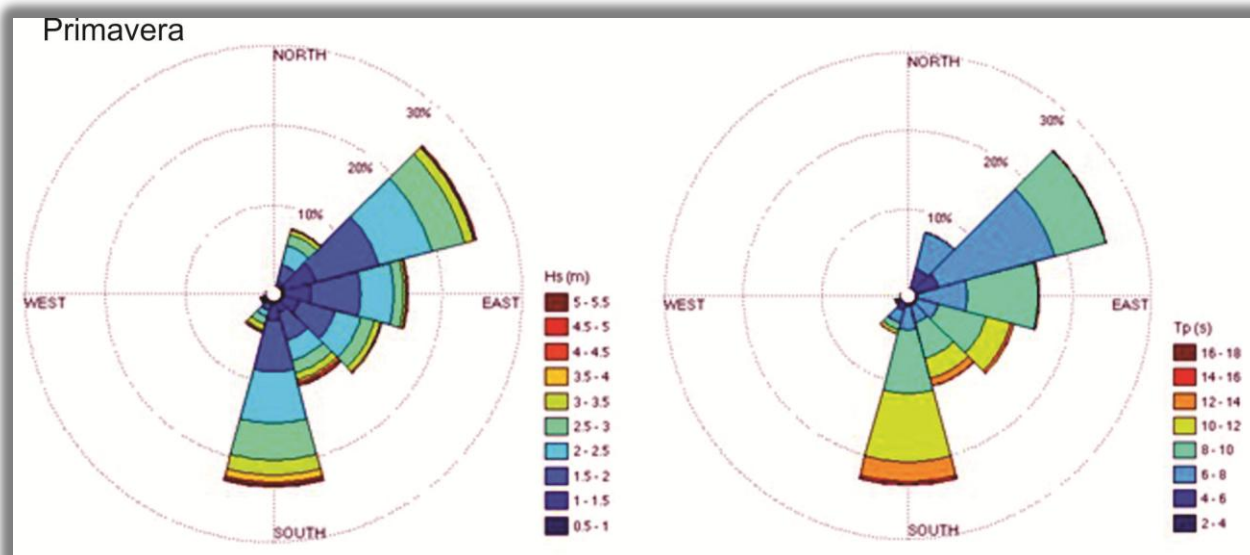 Primavera
NORTH
30%
20%
10%
WEST
EAST
SOUTH
Hs (m)
5 - 5.5
4.5 - 5
4 - 4.5
3.5 - 4
3 - 3.5
2.5 - 3
2 - 2.5
1.5 - 2
1 - 1.5
0.5 - 1
NORTH
30%
20%
10%
WEST
EAST
SOUTH
Tp (s)
16 - 18
14 - 16
12 - 14
10 - 12
8 - 10
6 - 8
4 - 6
2 - 4